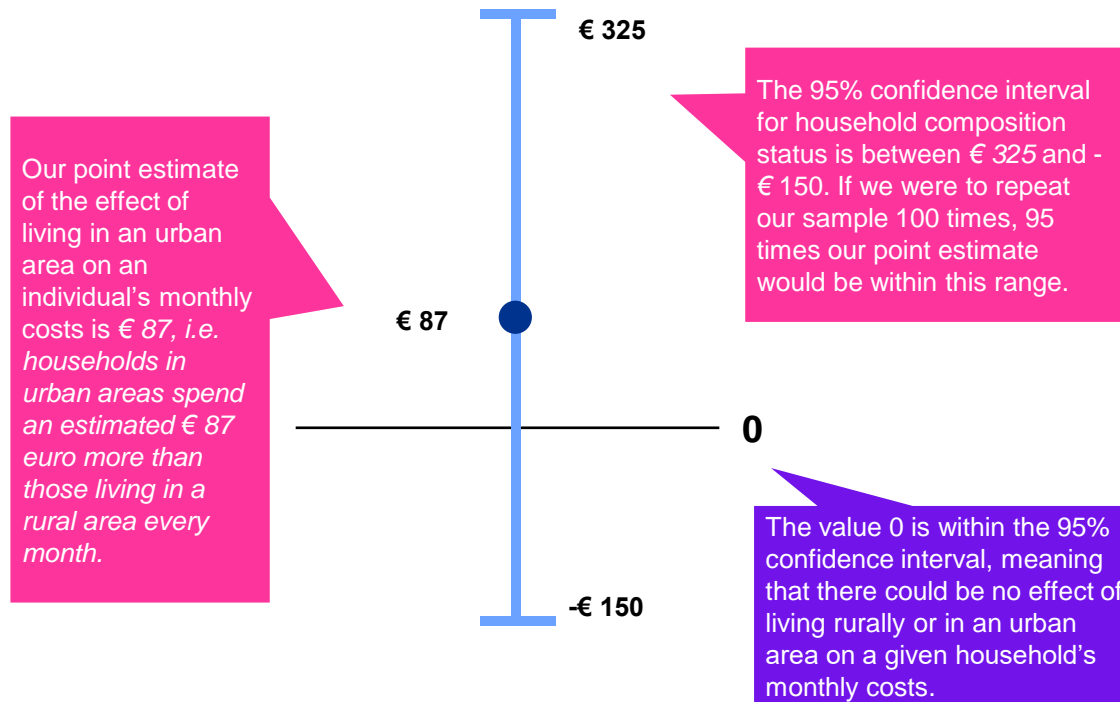 € 325
The 95% confidence interval
for household composition
status is between € 325 and -
€ 150. If we were to repeat
our sample 100 times, 95
times our point estimate
would be within this range.
Our point estimate
of the effect of
living in an urban
area on an
individual’s monthly
costs is € 87, i.e.
households in
urban areas spend
an estimated € 87
euro more than
those living in a
rural area every
month.
€ 87
0
The value 0 is within the 95%
confidence interval, meaning
that there could be no effect of
living rurally or in an urban
area on a given household’s
monthly costs.
-€ 150